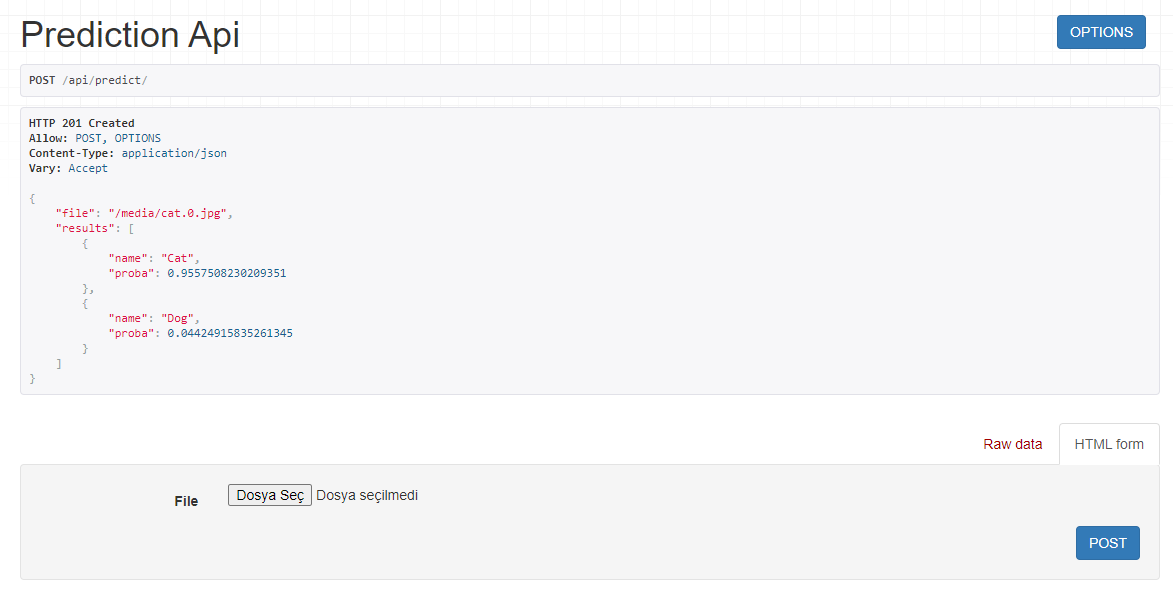 Prediction Api
OPTIONS
POST /api/predict/
HTTP 201 Created
Allow: POST, OPTIONS
Content-Type: application/json
Vary: Accept
{
    "file": "/media/cat.0.jpg",
    "results": [
        {
            "name": "Cat",
            "proba": 0.9557508230209351
        },
        {
            "name": "Dog",
            "proba": 0.04424915835261345
        }
    ]
}
Raw data
HTML form
File
Dosya Seç Dosya seçilmedi
POST